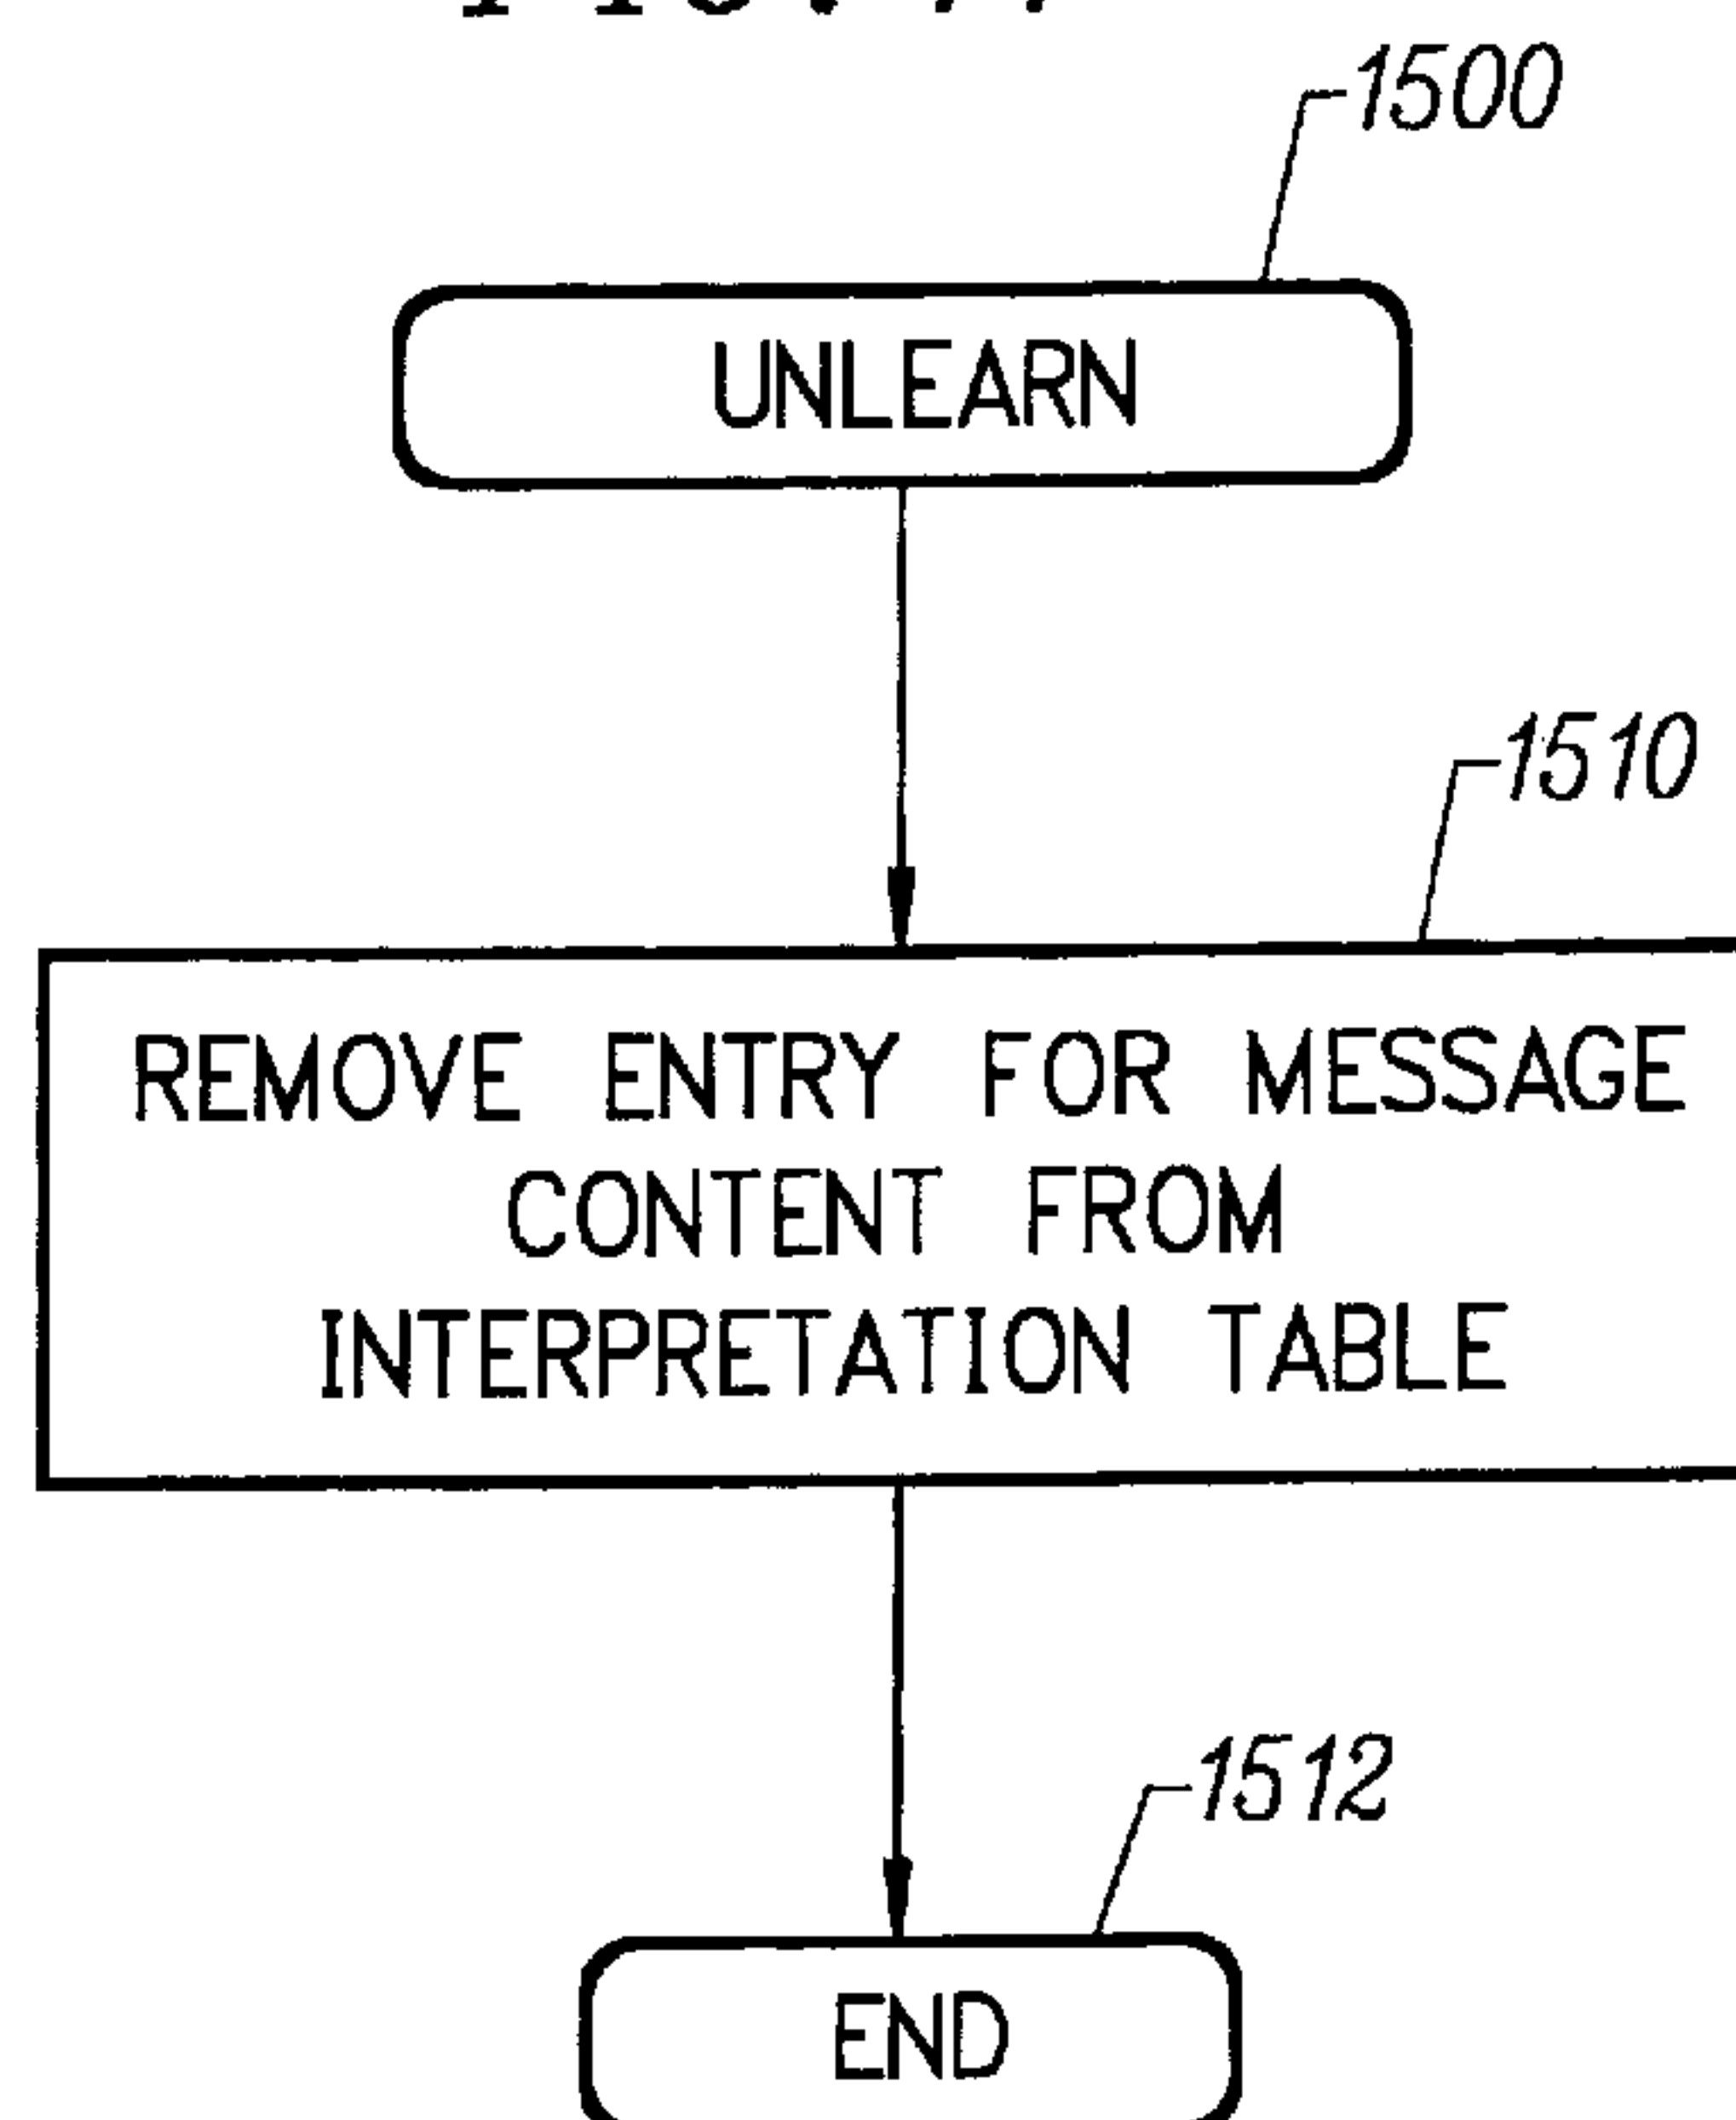 1500
UNLEARN
1510
REMOVE ENTRY FOR MESSAGE
CONTENT FROM
INTERPRETATION TABLE
1512
END